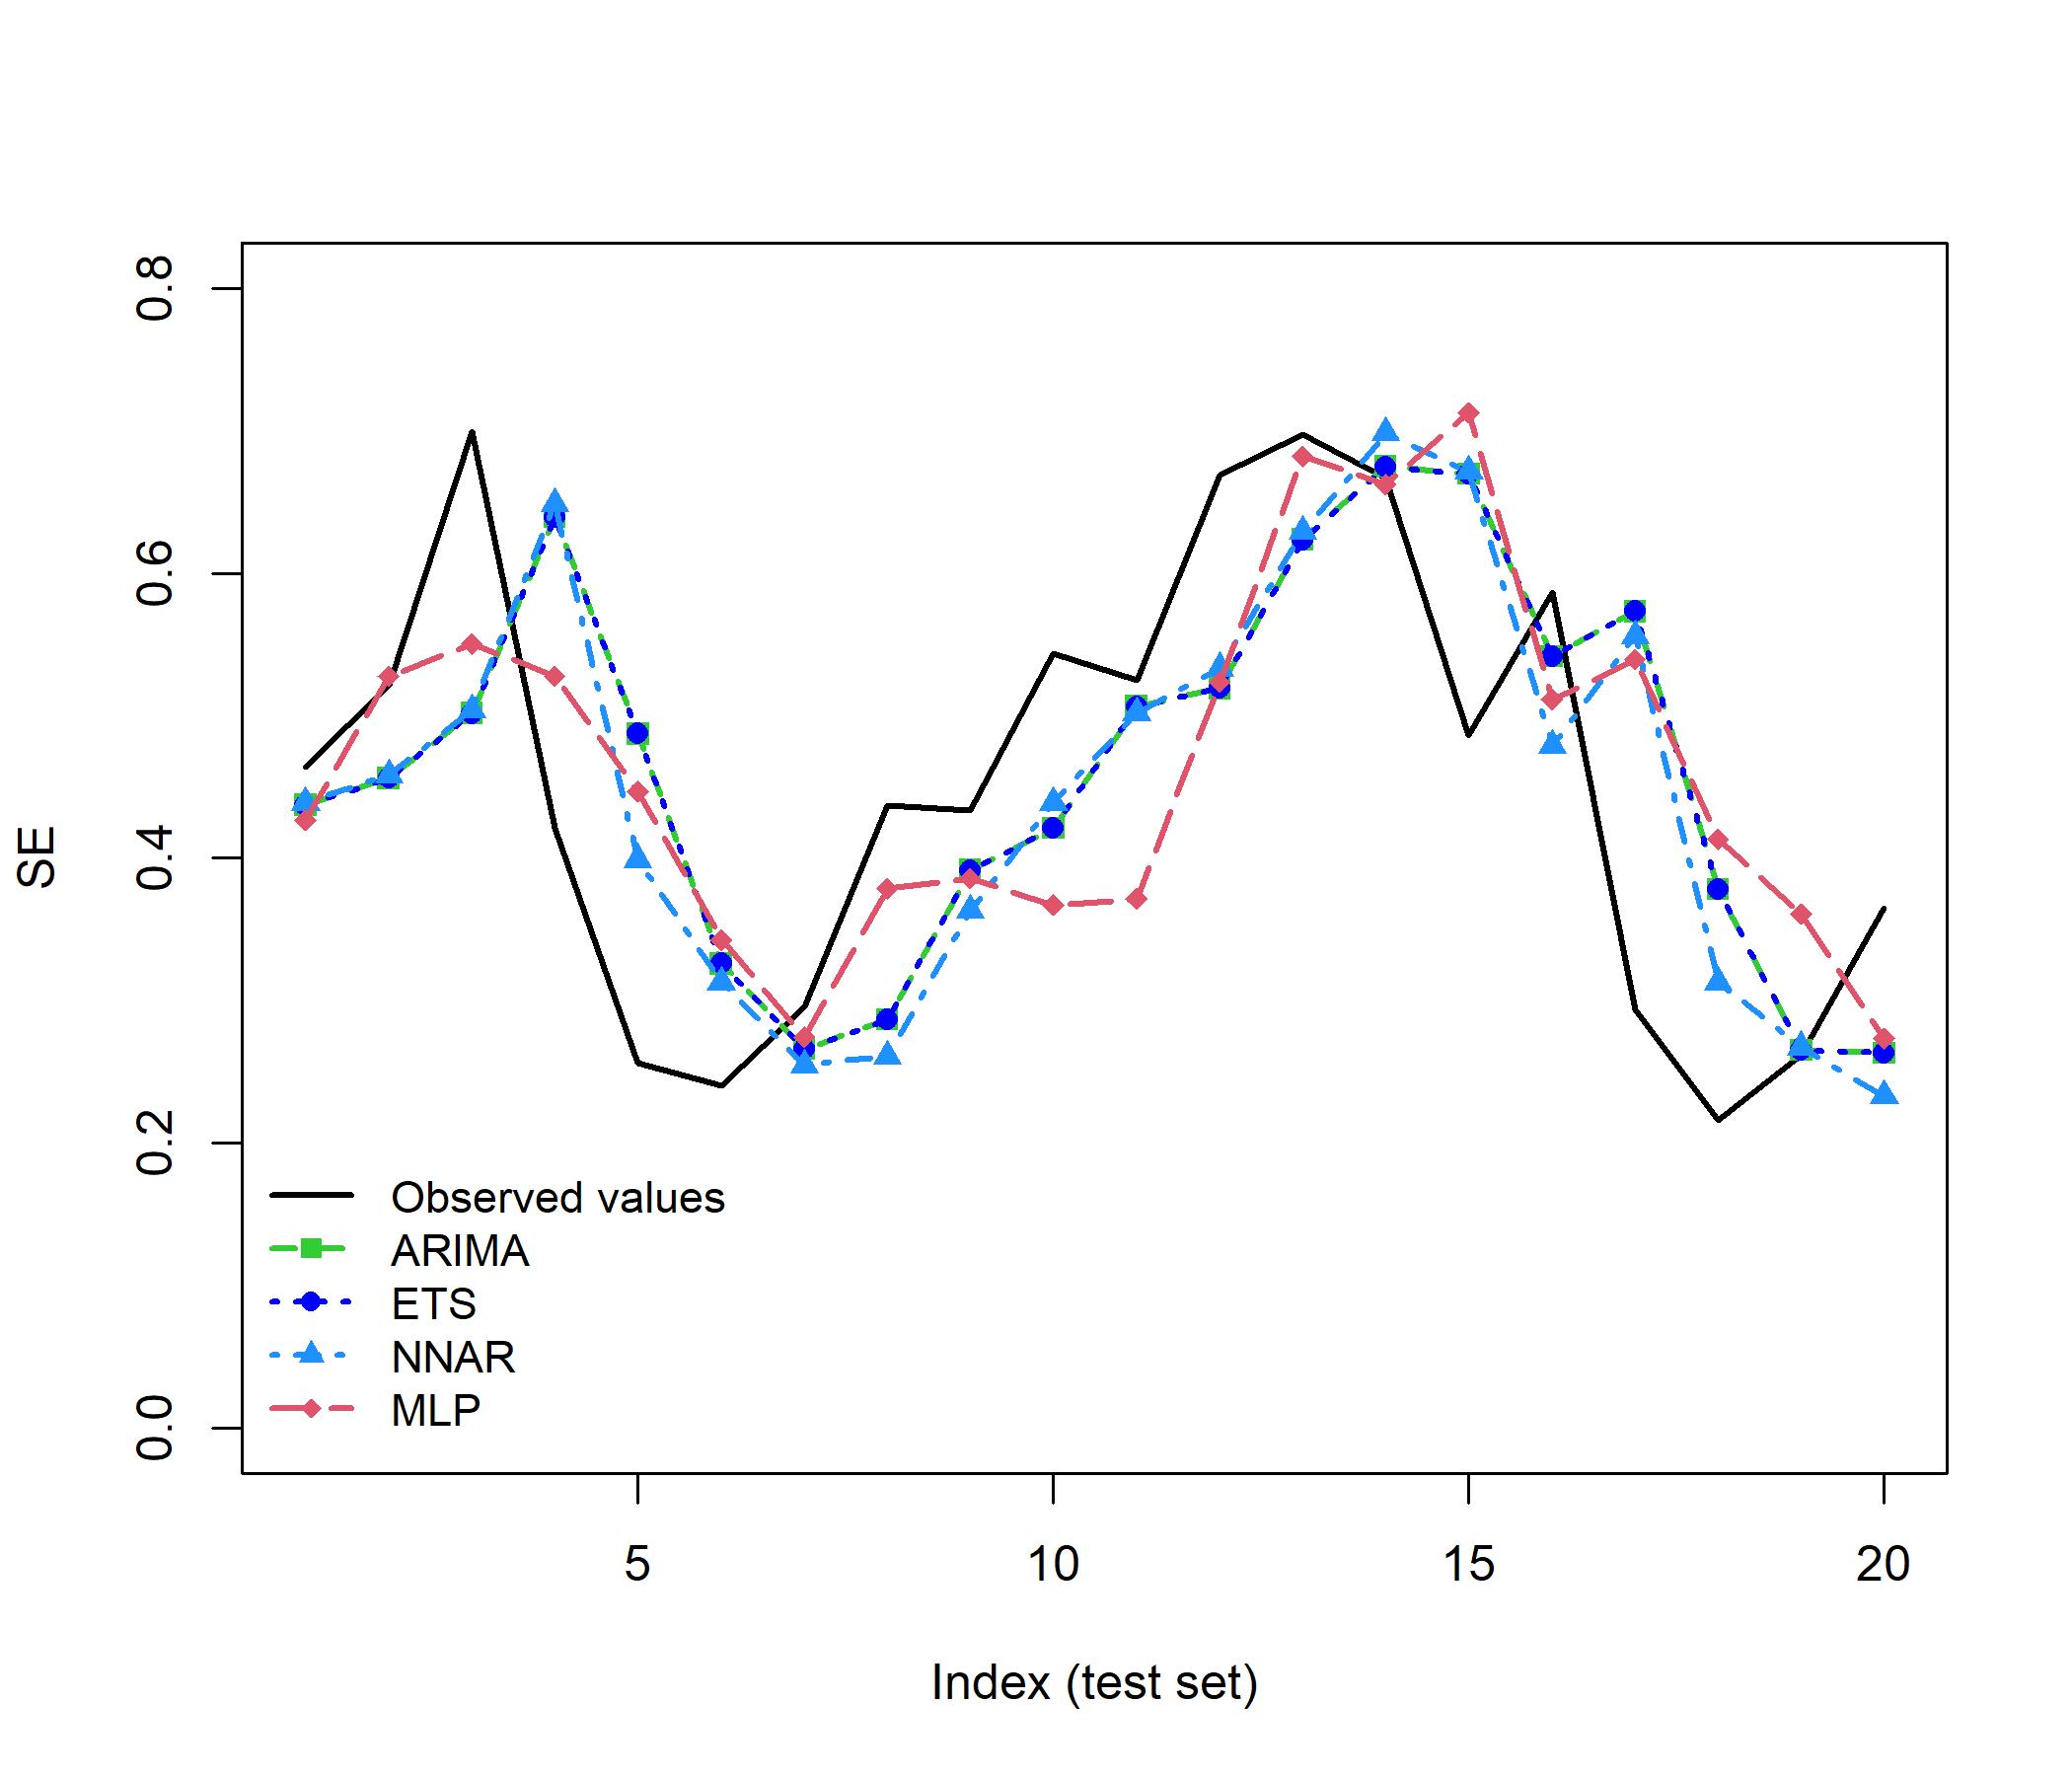 0.8
0.6
0.4
0.2
0.0
SE
Observed values
ARIMA
ETS
NNAR
MLP
5 10 15 20
Index (test set)